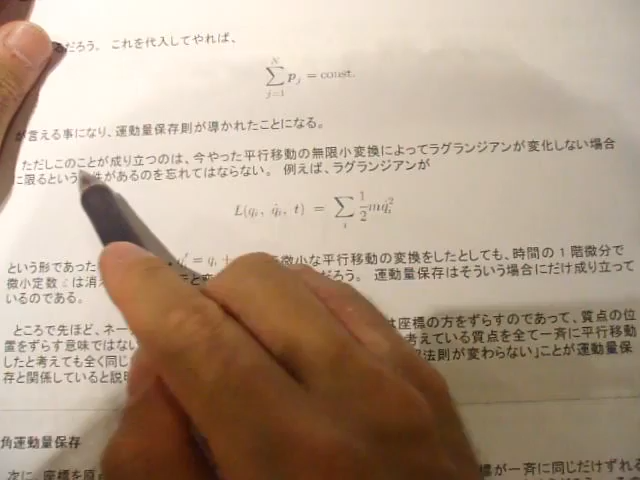 るだろう。 これを代入してやれば、
N
∑ p_j = const.
j=1
が言える事になり、運動量保存則が導かれたことになる。
ただしこのことが成り立つのは、今やった平行移動の無限小変換によってラグランジアンが変化しない場合
に限るという 件があるのを忘れてはならない。 例えば、ラグランジアンが
L(q_i, q̇_i, t) = ∑_i 1/2 mq̇_i^2
という形であった q_i' = q_i + 微小な平行移動の変換をしたとしても、時間の1階微分で
微小定数 ε は消え だろう。 運動量保存はそういう場合にだけ成り立って
いるのである。
ところで先ほど、ネー は座標の方をずらすのであって、質点の位
置をずらす意味ではない 考えている質点を全て一斉に平行移動
したと考えても全く同じ 法則が変わらない」ことが運動量保
存と関係していると説明
角運動量保存
次に、座標を原点 標が一斉に同じだけずれる